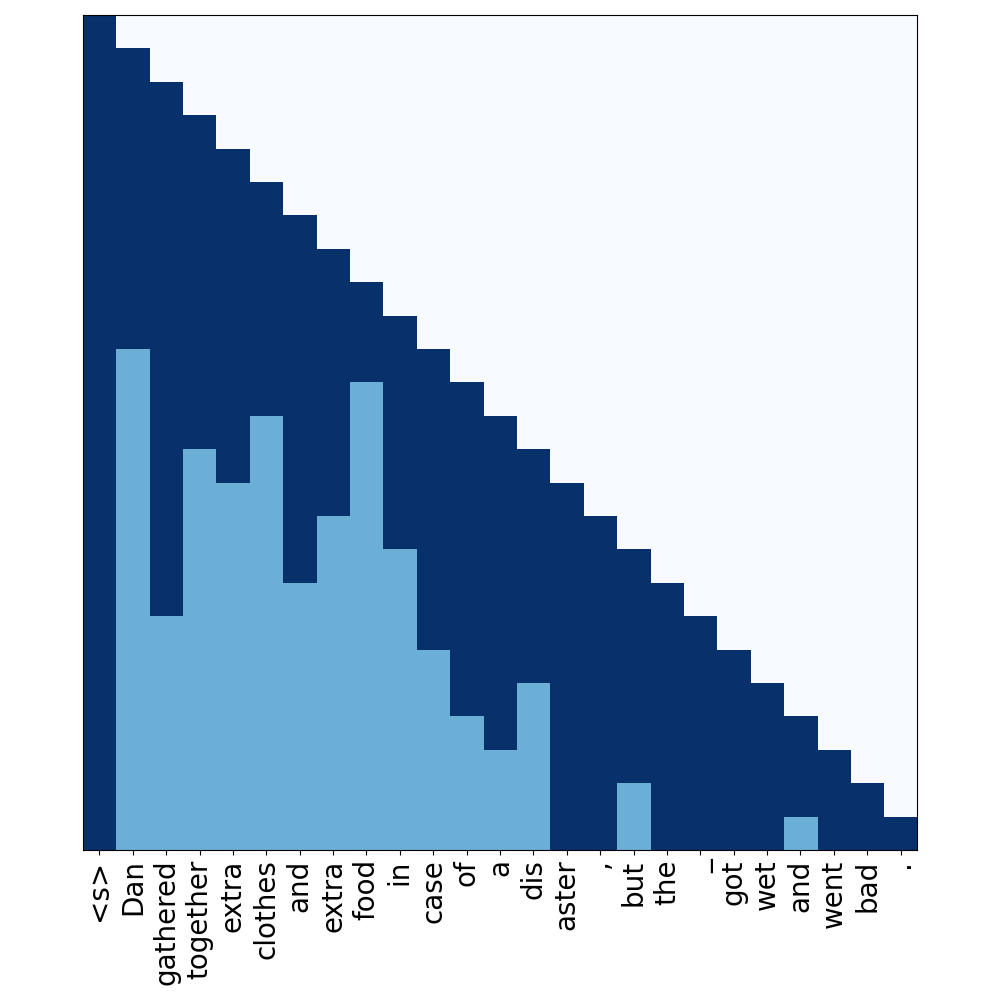 <s> Dan gathered together extra clothes and extra food in case of a dis aster , but the _ got wet and went bad .